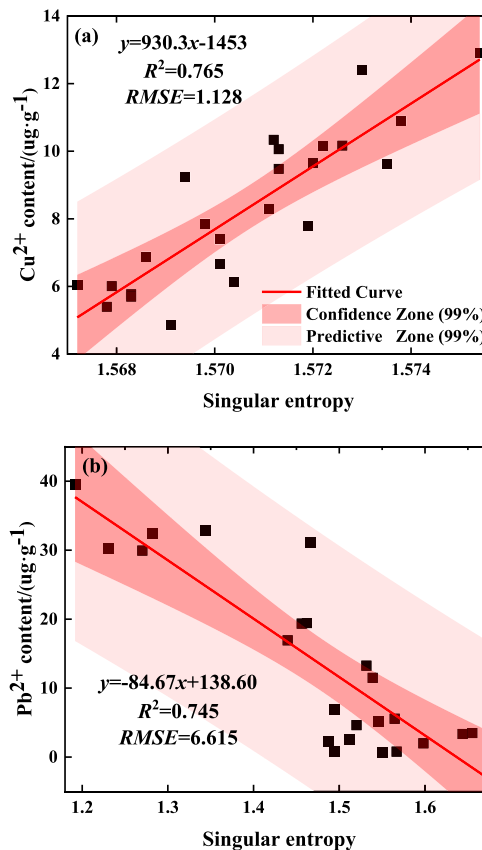 (a)
y=930.3x-1453
R²=0.765
RMSE=1.128
14
12
10
8
6
4
Cu²⁺ content/(ug·g⁻¹)
Fitted Curve
Confidence Zone (99%)
Predictive Zone (99%)
1.568 1.570 1.572 1.574
Singular entropy
(b)
40
30
20
10
0
Pb²⁺ content/(ug·g⁻¹)
y=-84.67x+138.60
R²=0.745
RMSE=6.615
1.2 1.3 1.4 1.5 1.6
Singular entropy